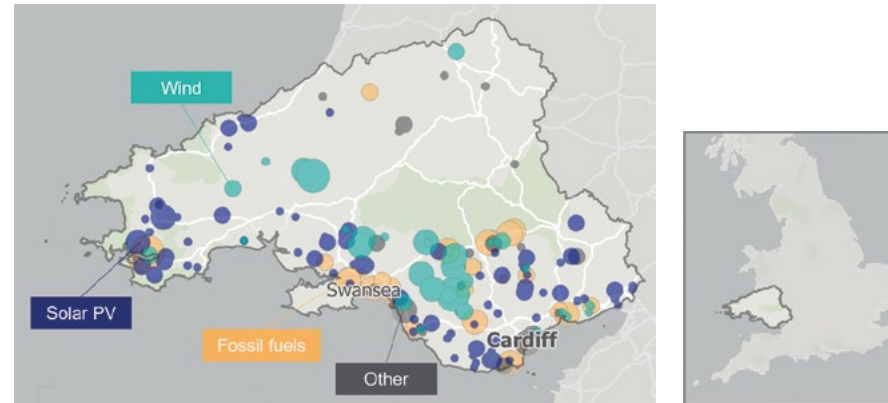 Wind
Solar PV
Swansea
Fossil fuels
Cardiff
Other